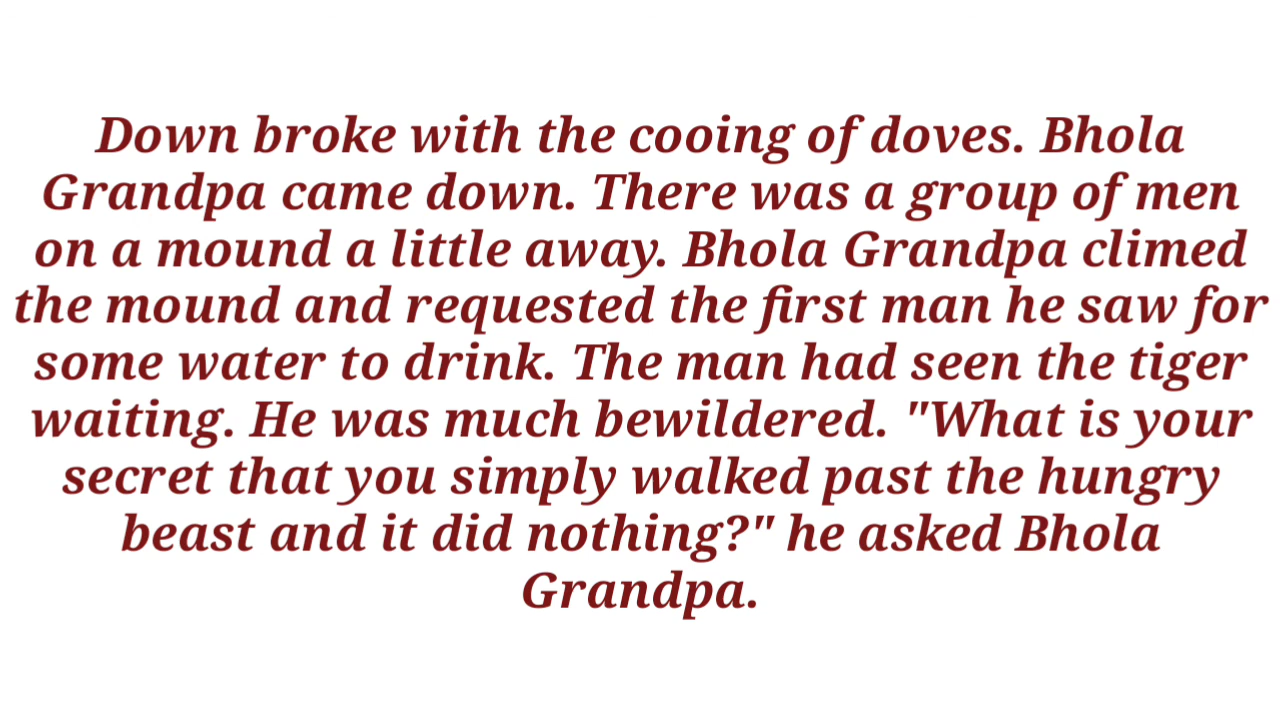 Down broke with the cooing of doves. Bhola
Grandpa came down. There was a group of men
on a mound a little away. Bhola Grandpa climed
the mound and requested the first man he saw for
some water to drink. The man had seen the tiger
waiting. He was much bewildered. "What is your
secret that you simply walked past the hungry
beast and it did nothing?" he asked Bhola
Grandpa.